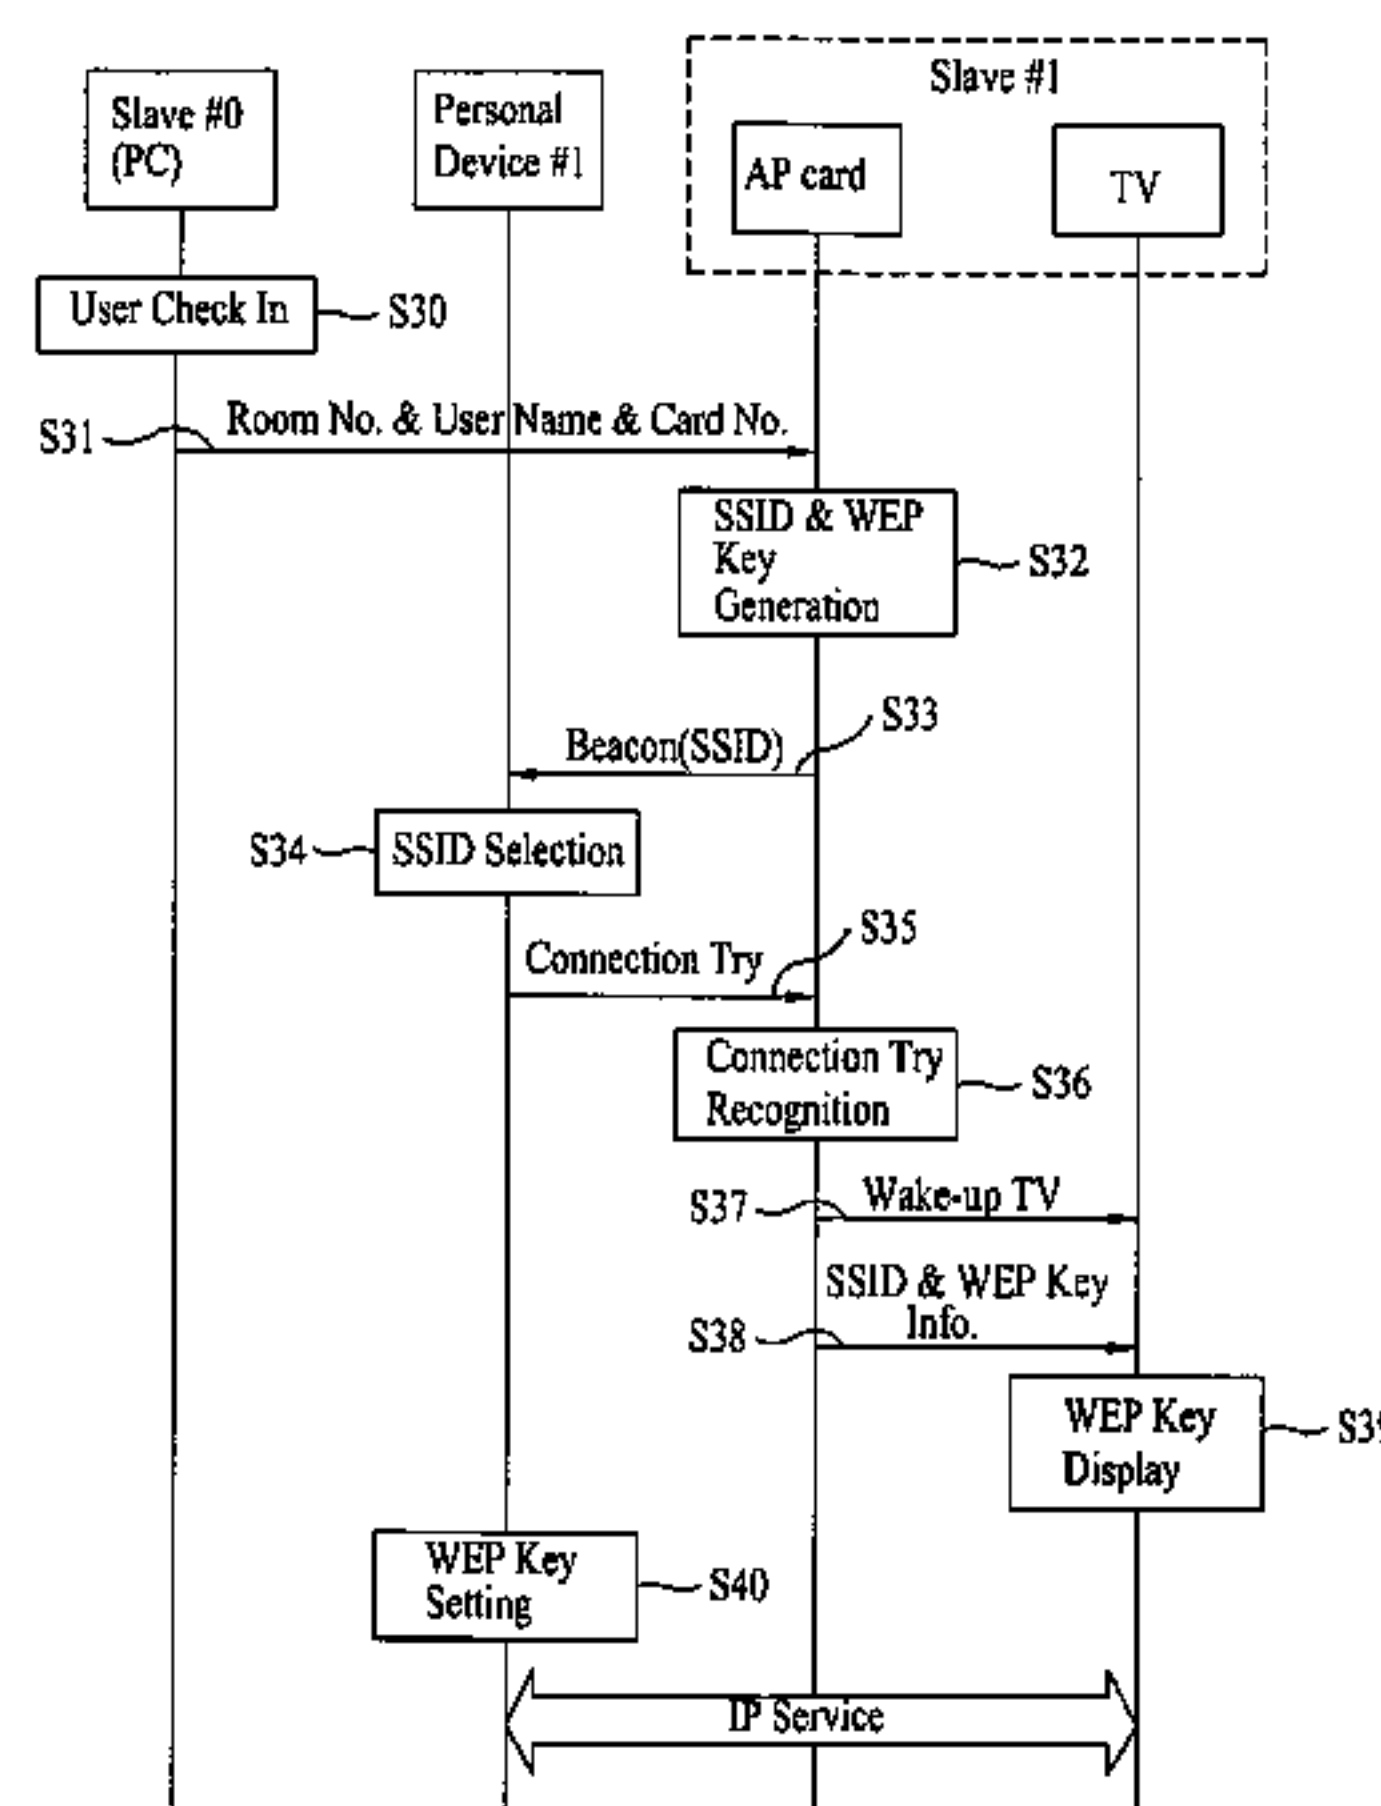 Slave #1
Slave #0
(PC)
Personal
Device #1
AP card
TV
User Check In
S30
S31
Room No. & User Name & Card No.
SSID & WEP
Key
Generation
S32
S33
Beacon(SSID)
S34
SSID Selection
S35
Connection Try
Connection Try
Recognition
S36
S37
Wake-up TV
SSID & WEP Key
Info.
S38
WEP Key
Display
WEP Key
Setting
S40
IP Service